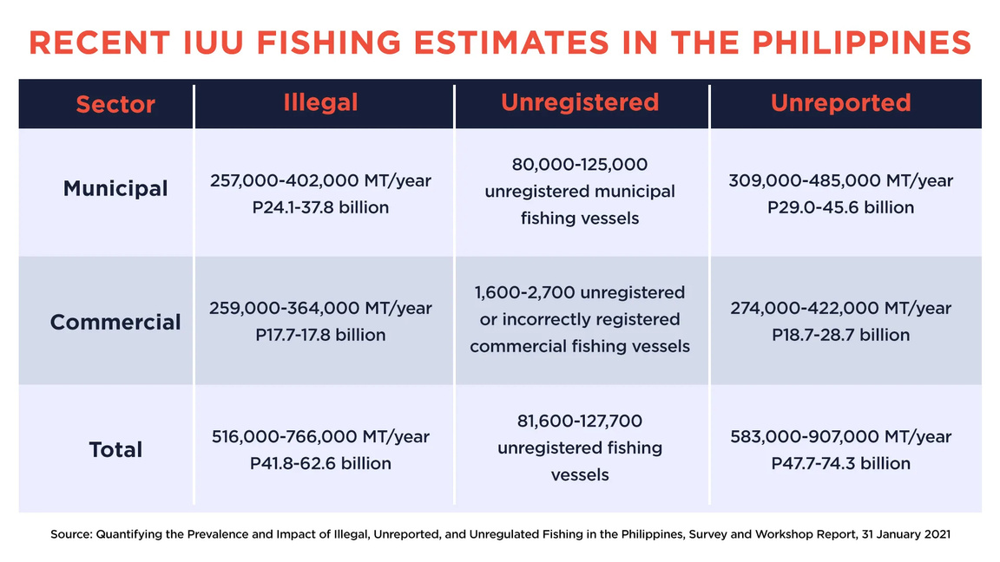 RECENT IUU FISHING ESTIMATES IN THE PHILIPPINES
Sector Illegal Unregistered Unreported
Municipal
257,000-402,000 MT/year
P24.1-37.8 billion
80,000-125,000
unregistered municipal
fishing vessels
309,000-485,000 MT/year
P29.0-45.6 billion
Commercial
259,000-364,000 MT/year
P17.7-17.8 billion
1,600-2,700 unregistered
or incorrectly registered
commercial fishing vessels
274,000-422,000 MT/year
P18.7-28.7 billion
Total
516,000-766,000 MT/year
P41.8-62.6 billion
81,600-127,700
unregistered fishing
vessels
583,000-907,000 MT/year
P47.7-74.3 billion
Source: Quantifying the Prevalence and Impact of Illegal, Unreported, and Unregulated Fishing in the Philippines, Survey and Workshop Report, 31 January 2021